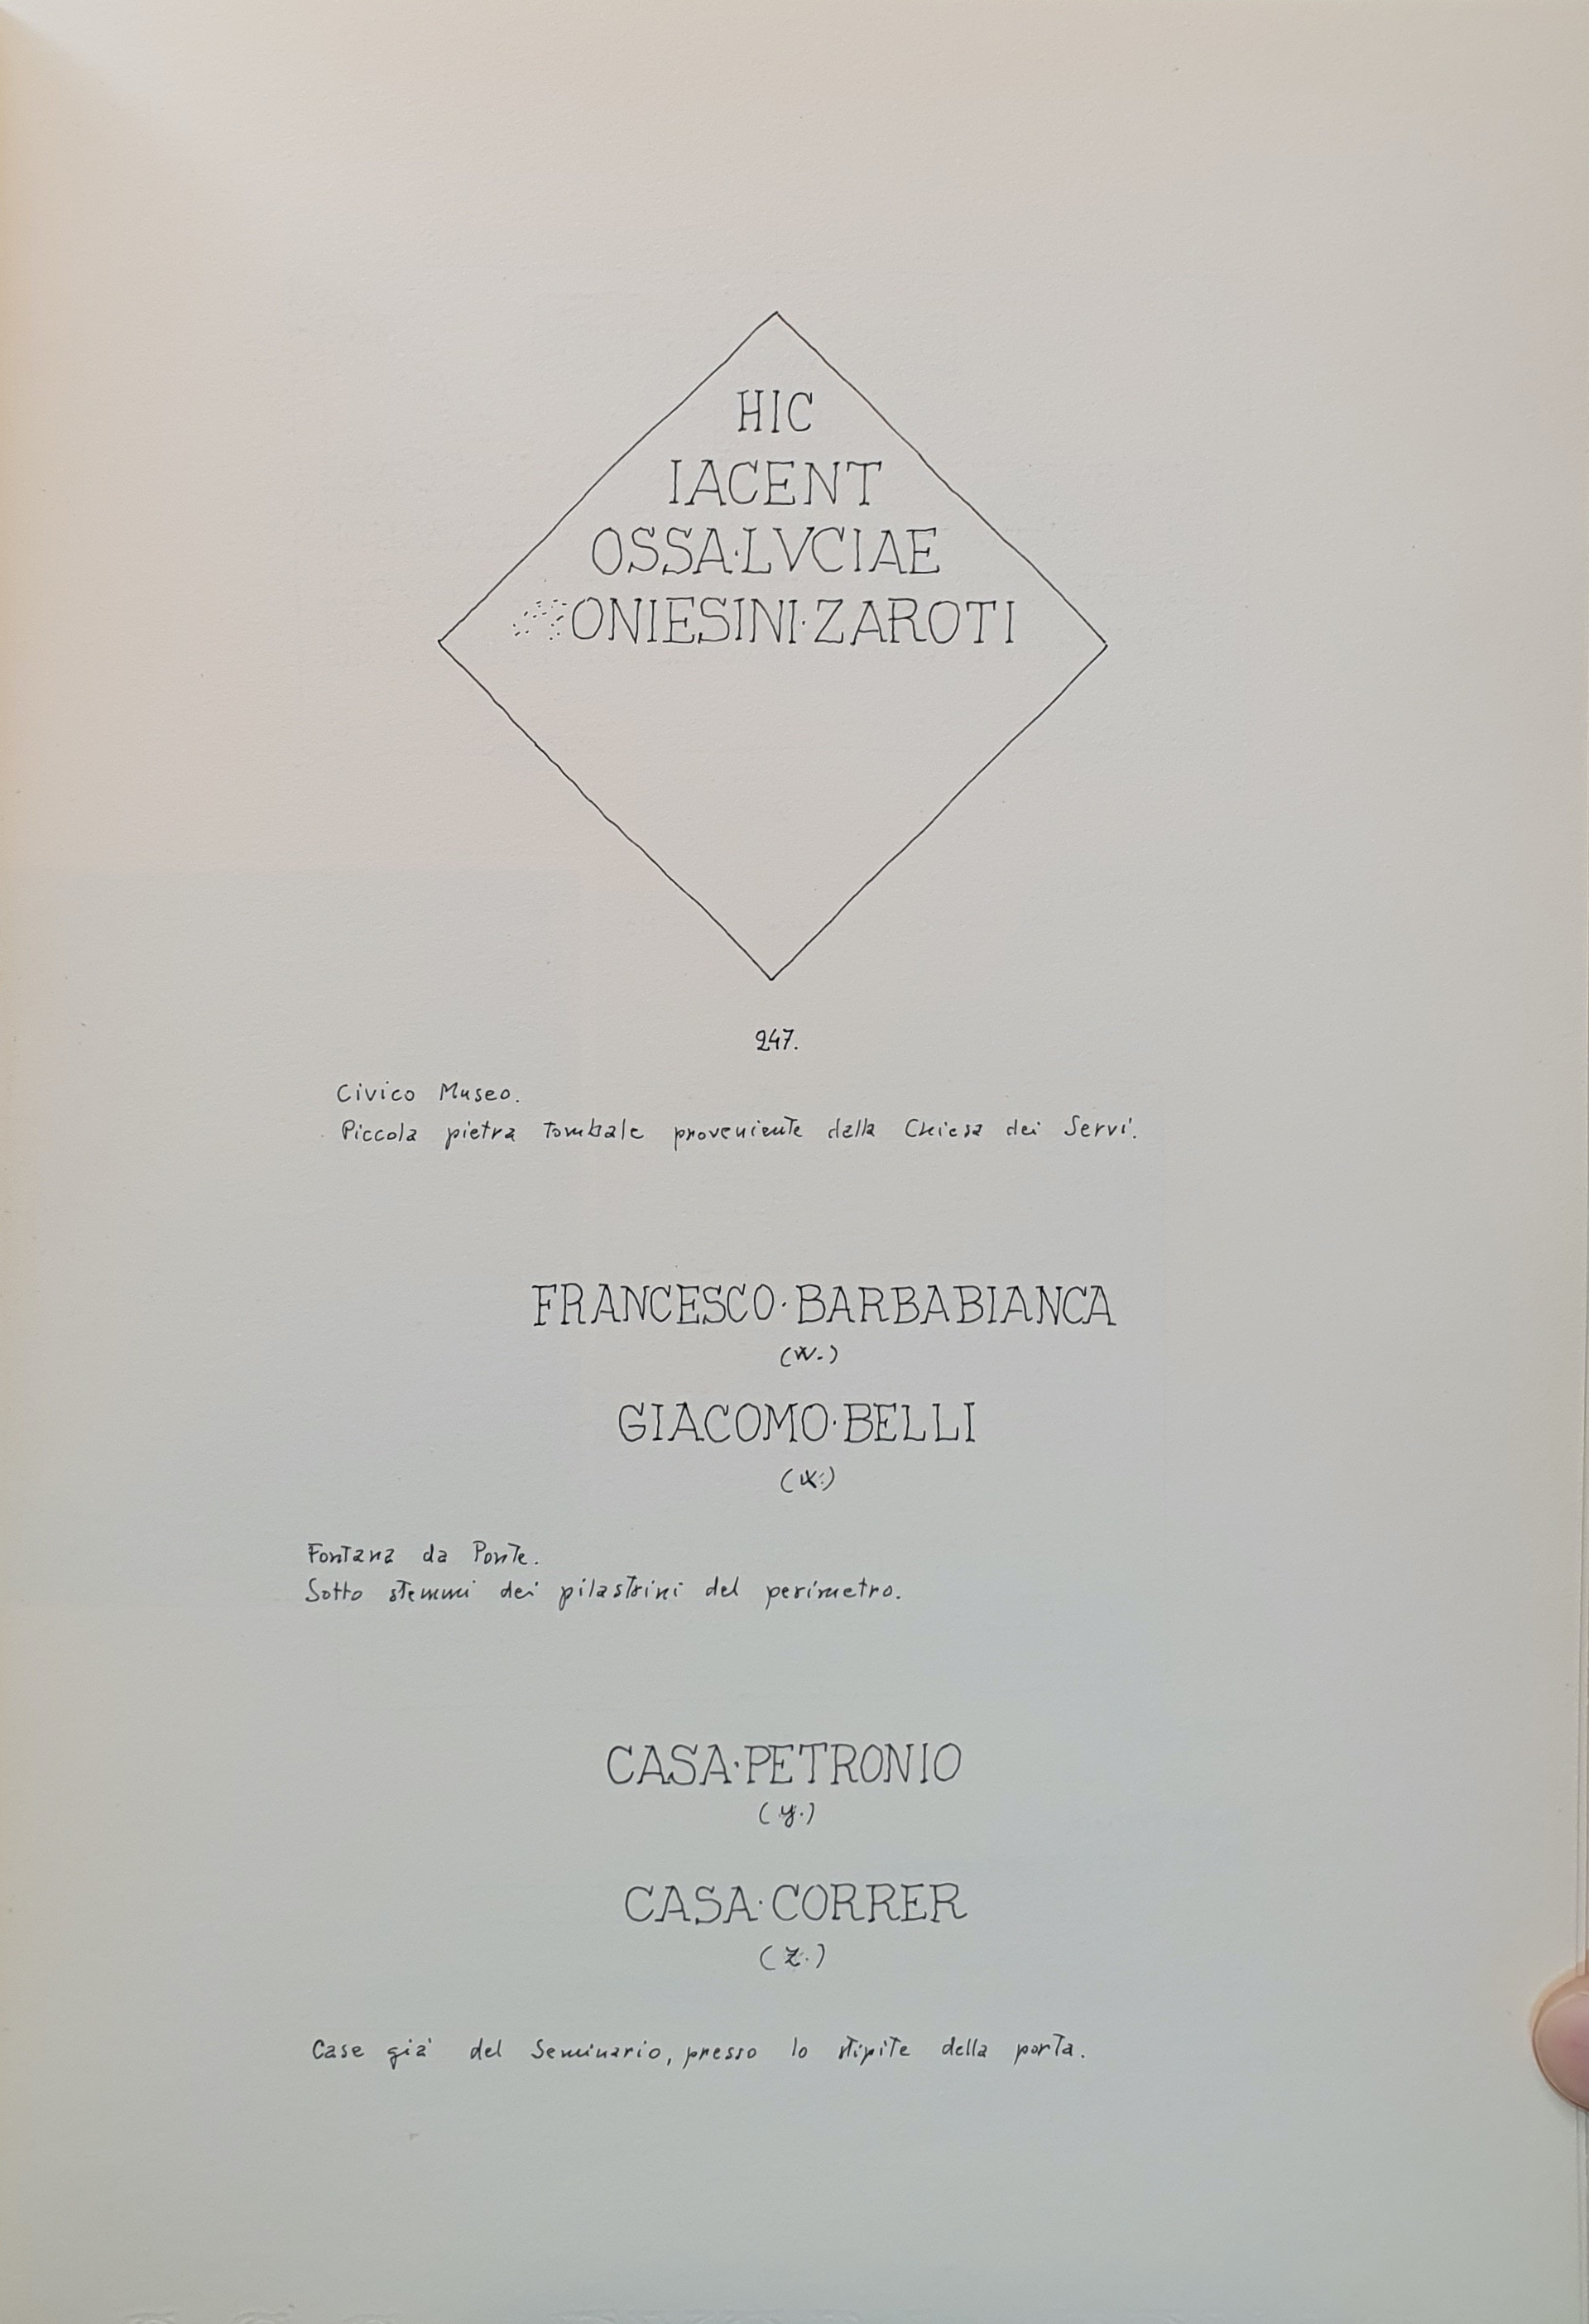 HIC
IACENT
OSSA·LVCIAE
ONIESINI·ZAROTI
247.
Civico Museo.
Piccola pietra tombale proveniente dalla Chiesa dei Servi.
FRANCESCO·BARBABIANCA
(w.)
GIACOMO·BELLI
(x.)
Fontana da Ponte.
Sotto stemmi dei pilastrini del perimetro.
CASA·PETRONIO
(y.)
CASA·CORRER
(z.)
Case già del Seminario, presso lo stipite della porta.